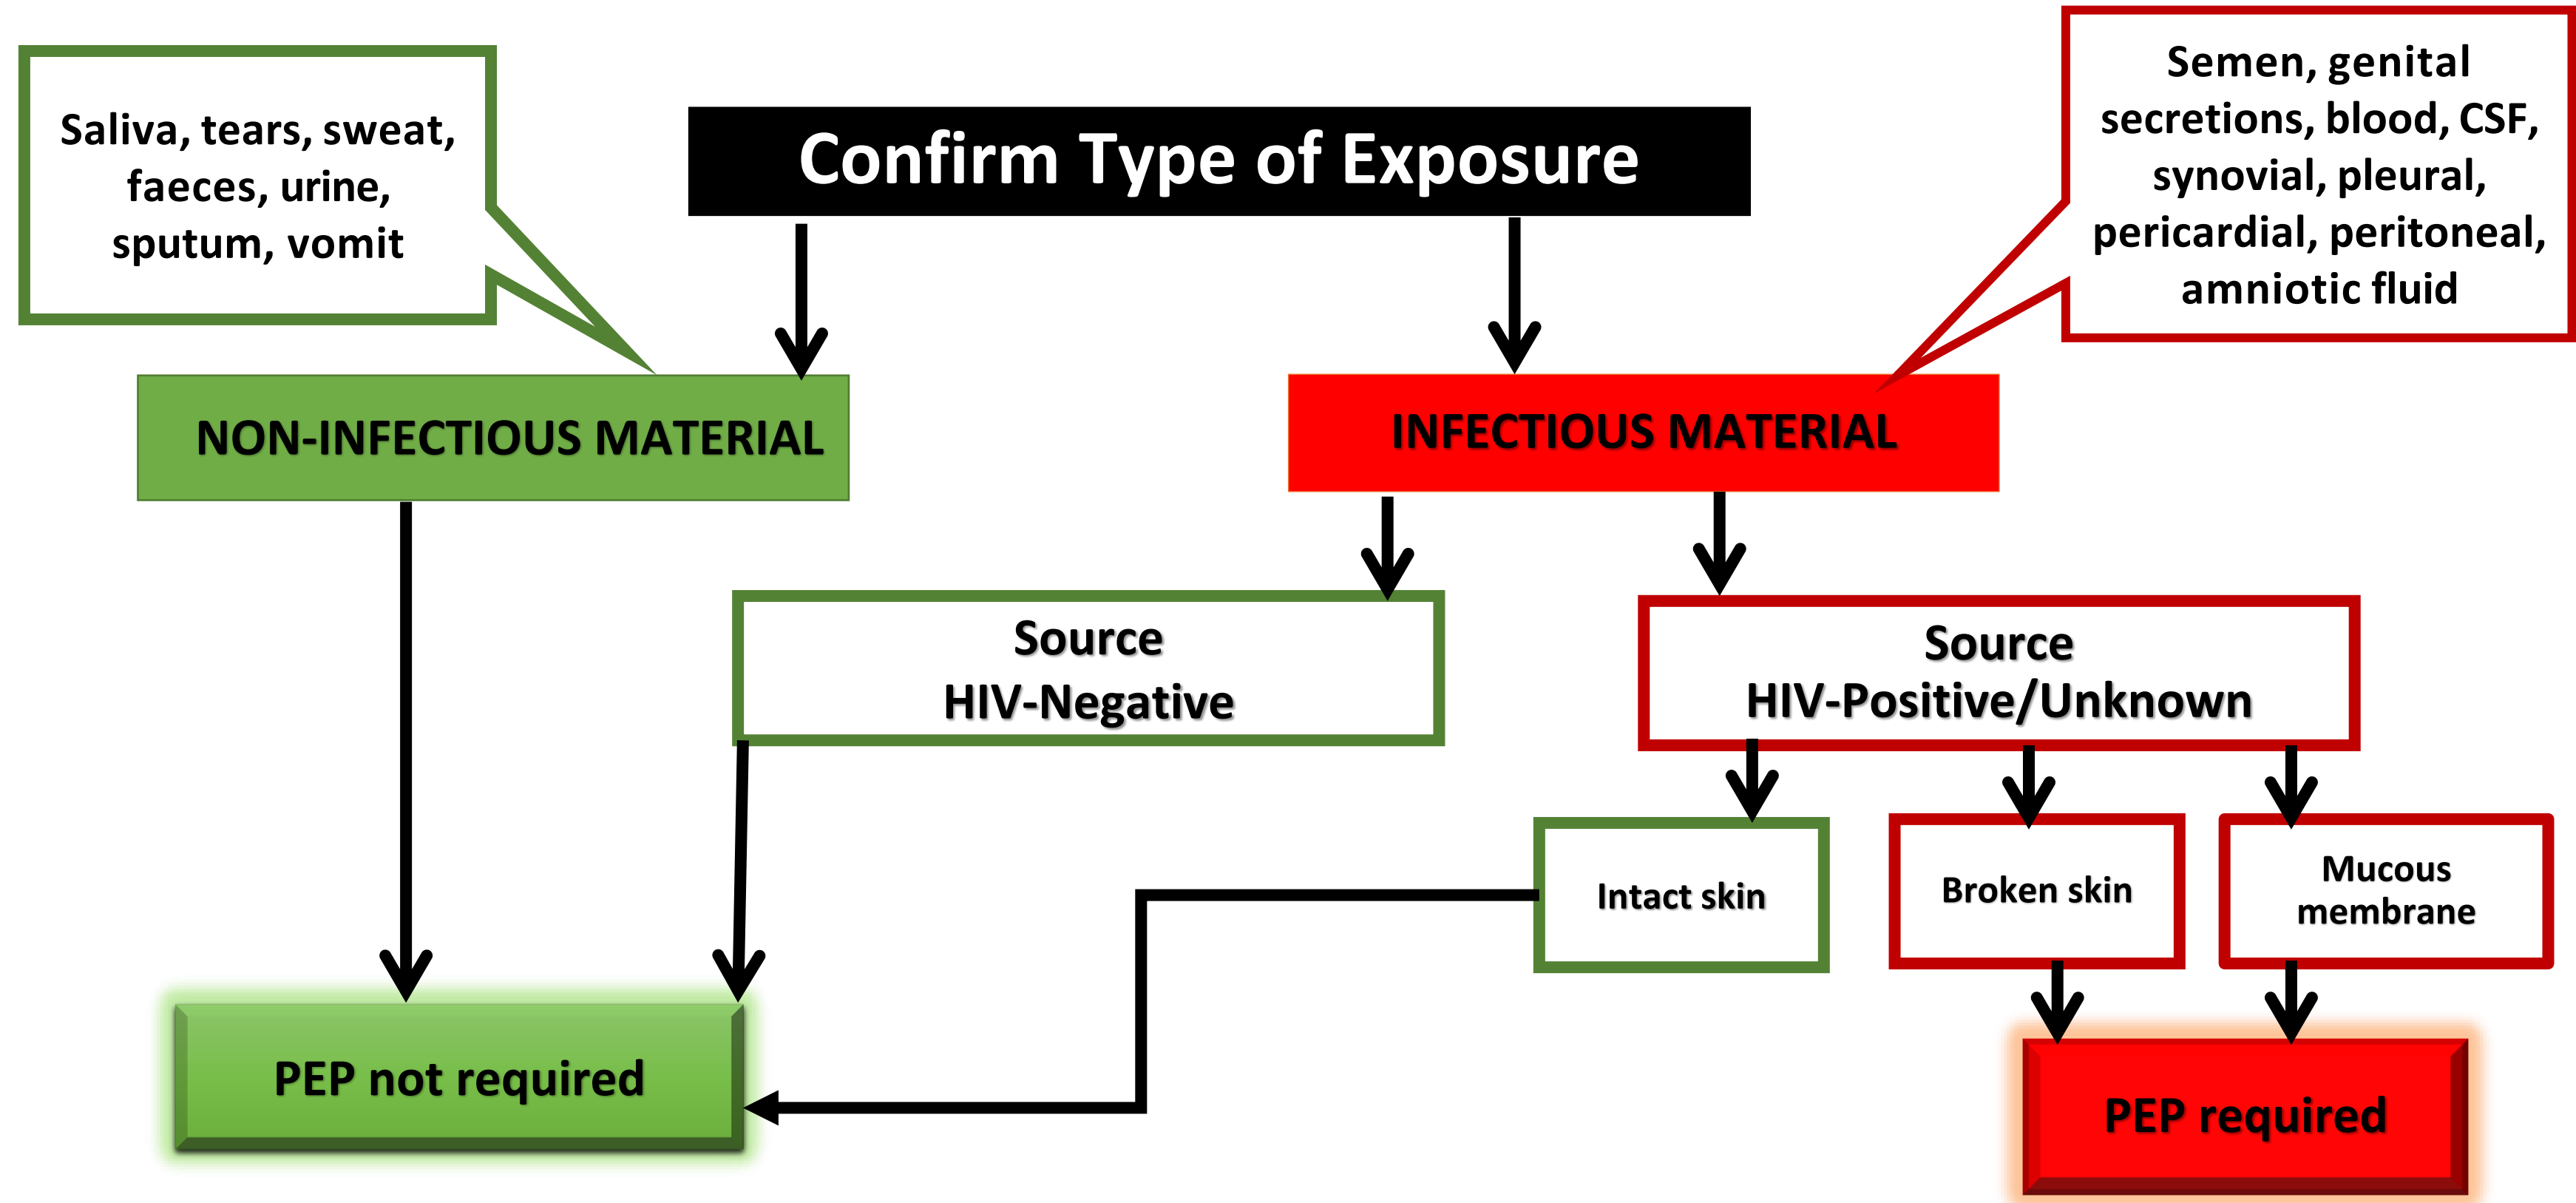 Saliva, tears, sweat,
faeces, urine,
sputum, vomit
Confirm Type of Exposure
Semen, genital
secretions, blood, CSF,
synovial, pleural,
pericardial, peritoneal,
amniotic fluid
NON-INFECTIOUS MATERIAL
INFECTIOUS MATERIAL
Source
HIV-Negative
Source
HIV-Positive/Unknown
Intact skin
Broken skin
Mucous
membrane
PEP not required
PEP required